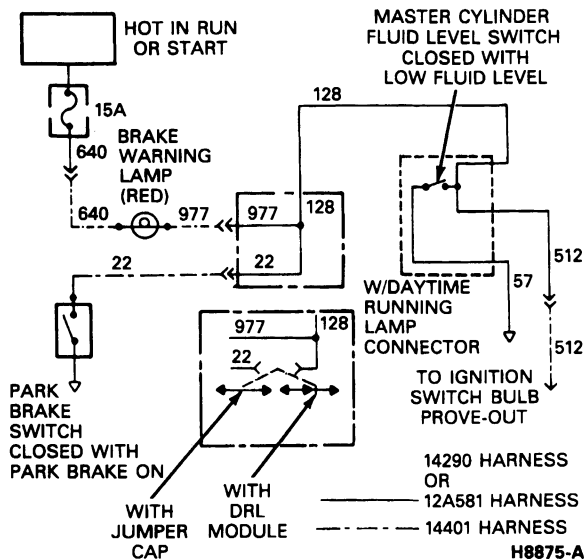 HOT IN RUN
OR START
15A
640
BRAKE
WARNING
LAMP
(RED)
640
977
977
128
128
22
22
MASTER CYLINDER
FLUID LEVEL SWITCH
CLOSED WITH
LOW FLUID LEVEL
512
57
512
W/DAYTIME
RUNNING
LAMP
CONNECTOR
TO IGNITION
SWITCH BULB
PROVE-OUT
977
128
22
PARK
BRAKE
SWITCH
CLOSED WITH
PARK BRAKE ON
WITH
JUMPER
CAP
WITH
DRL
MODULE
14290 HARNESS
OR
12A581 HARNESS
14401 HARNESS
H8875-A